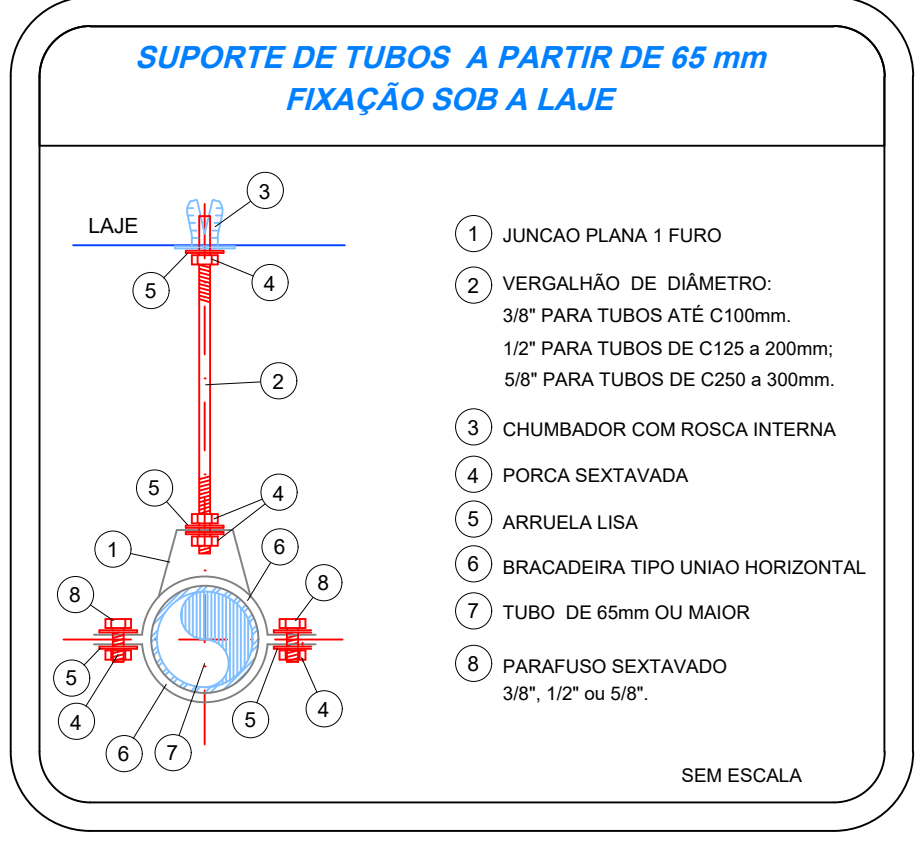 SUPORTE DE TUBOS A PARTIR DE 65 mm
FIXAÇÃO SOB A LAJE
LAJE
3
5
4
2
5
4
1
6
8
8
5
4
6
7
5
4
1 JUNCAO PLANA 1 FURO
2 VERGALHÃO DE DIÂMETRO:
3/8" PARA TUBOS ATÉ C100mm.
1/2" PARA TUBOS DE C125 a 200mm;
5/8" PARA TUBOS DE C250 a 300mm.
3 CHUMBADOR COM ROSCA INTERNA
4 PORCA SEXTAVADA
5 ARRUELA LISA
6 BRACADEIRA TIPO UNIAO HORIZONTAL
7 TUBO DE 65mm OU MAIOR
8 PARAFUSO SEXTAVADO
3/8", 1/2" ou 5/8".
SEM ESCALA